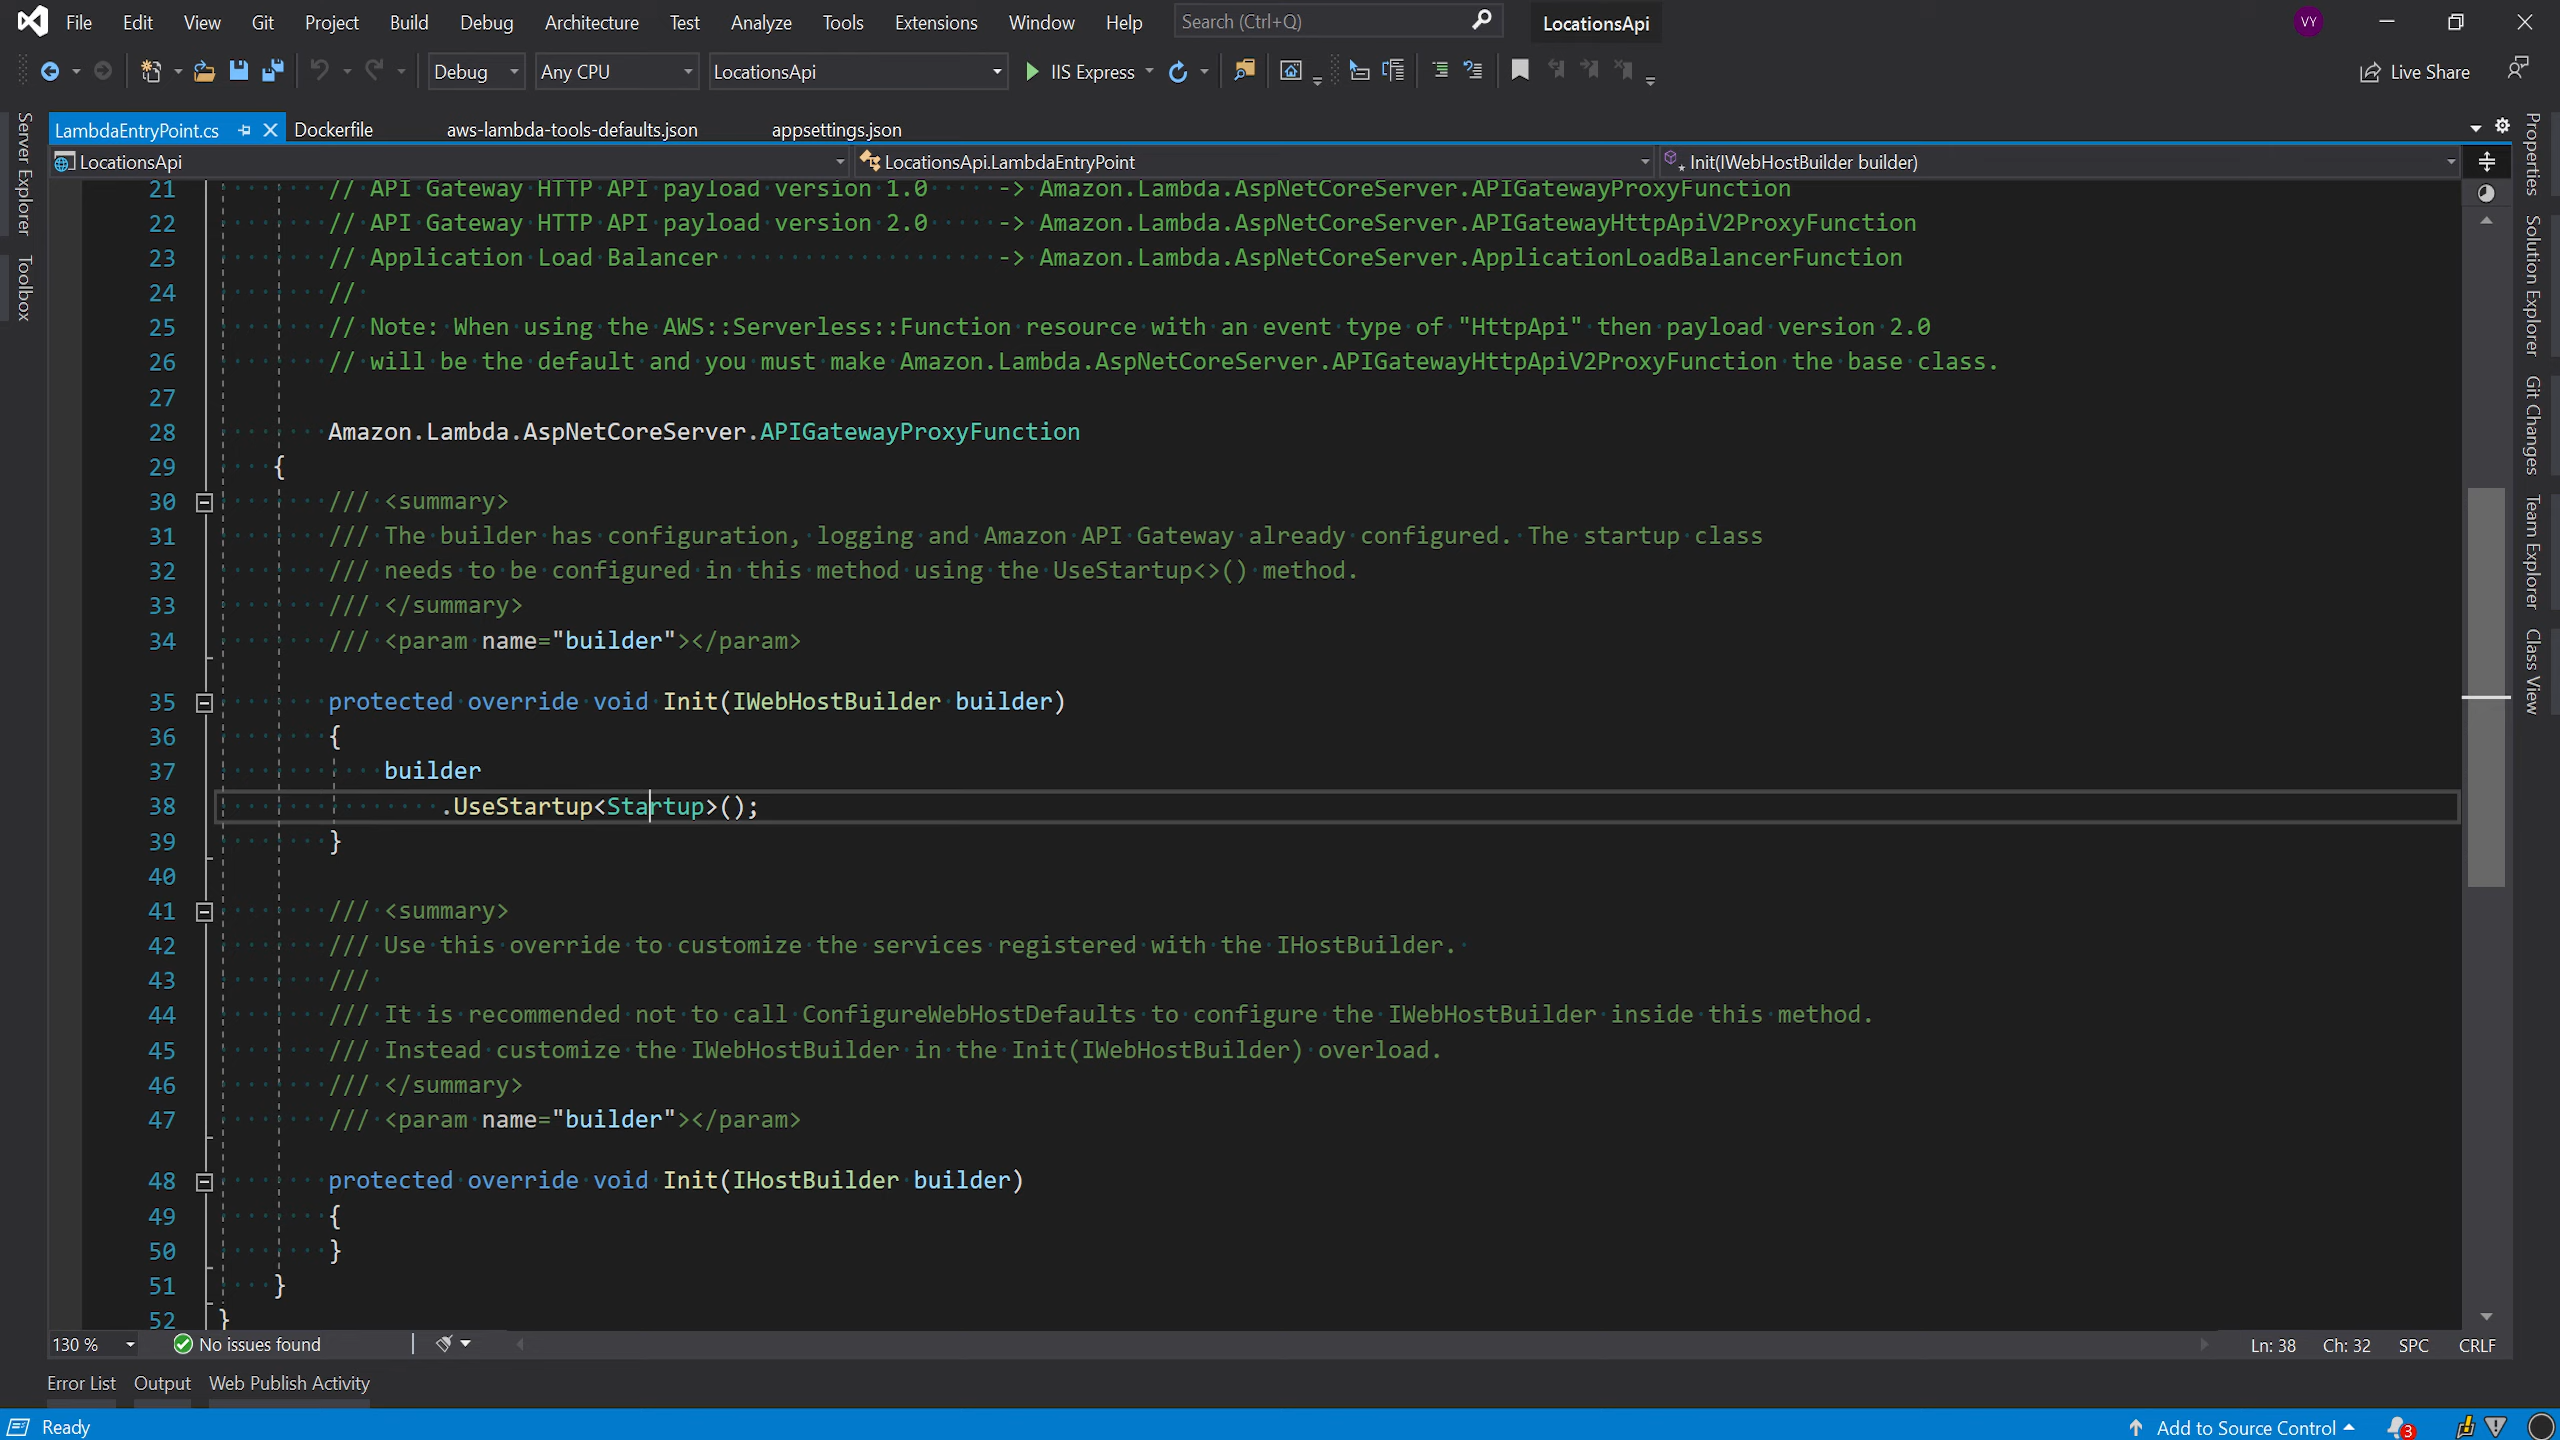 File Edit View Git Project Build Debug Architecture Test Analyze Tools Extensions Window Help Search (Ctrl+Q) LocationsApi VY
Debug Any CPU LocationsApi IIS Express Live Share
LambdaEntryPoint.cs Dockerfile aws-lambda-tools-defaults.json appsettings.json
LocationsApi LocationsApi.LambdaEntryPoint Init(IWebHostBuilder builder)
Server Explorer
Toolbox
21 // API Gateway HTTP API payload version 1.0 -> Amazon.Lambda.AspNetCoreServer.APIGatewayProxyFunction
22 // API Gateway HTTP API payload version 2.0 -> Amazon.Lambda.AspNetCoreServer.APIGatewayHttpApiV2ProxyFunction
23 // Application Load Balancer -> Amazon.Lambda.AspNetCoreServer.ApplicationLoadBalancerFunction
24 //
25 // Note: When using the AWS::Serverless::Function resource with an event type of "HttpApi" then payload version 2.0
26 // will be the default and you must make Amazon.Lambda.AspNetCoreServer.APIGatewayHttpApiV2ProxyFunction the base class.
27
28 Amazon.Lambda.AspNetCoreServer.APIGatewayProxyFunction
29 {
30 /// <summary>
31 /// The builder has configuration, logging and Amazon API Gateway already configured. The startup class
32 /// needs to be configured in this method using the UseStartup<>() method.
33 /// </summary>
34 /// <param name="builder"></param>
35 protected override void Init(IWebHostBuilder builder)
36 {
37 builder
38 .UseStartup<Startup>();
39 }
40
41 /// <summary>
42 /// Use this override to customize the services registered with the IHostBuilder.
43 ///
44 /// It is recommended not to call ConfigureWebHostDefaults to configure the IWebHostBuilder inside this method.
45 /// Instead customize the IWebHostBuilder in the Init(IWebHostBuilder) overload.
46 /// </summary>
47 /// <param name="builder"></param>
48 protected override void Init(IHostBuilder builder)
49 {
50 }
51 }
52 }
Properties
Solution Explorer
Git Changes
Team Explorer
Class View
130 % No issues found Ln: 38 Ch: 32 SPC CRLF
Error List Output Web Publish Activity
Ready Add to Source Control 3